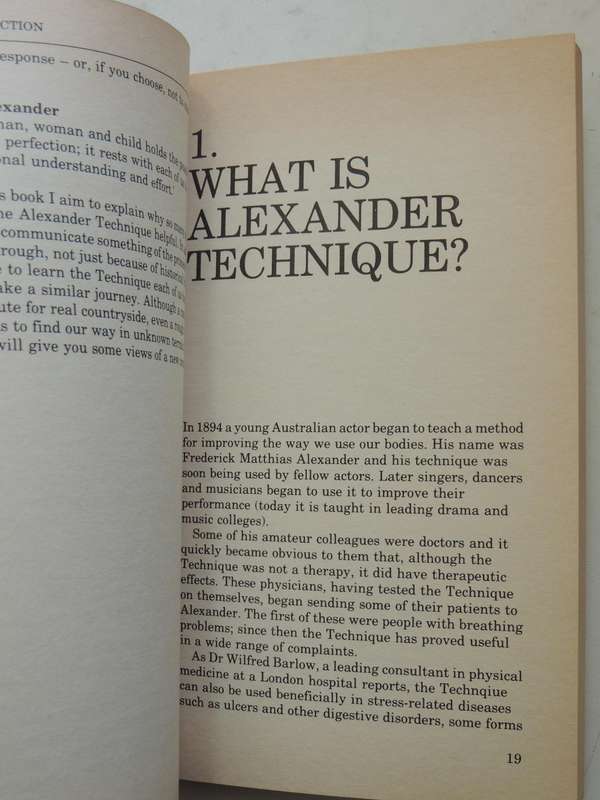 CTION
esponse – or, if you choose, not
exander
nan, woman and child holds the
perfection; it rests with each of us
onal understanding and effort.'
s book I aim to explain why so many
ne Alexander Technique helpful.
communicate something of the
rough, not just because of
e to learn the Technique each of us
ake a similar journey. Although a
ute for real countryside, even a
s to find our way in unknown
will give you some views of a new
1.
WHAT IS
ALEXANDER
TECHNIQUE?
In 1894 a young Australian actor began to teach a method
for improving the way we use our bodies. His name was
Frederick Matthias Alexander and his technique was
soon being used by fellow actors. Later singers, dancers
and musicians began to use it to improve their
performance (today it is taught in leading drama and
music colleges).
Some of his amateur colleagues were doctors and it
quickly became obvious to them that, although the
Technique was not a therapy, it did have therapeutic
effects. These physicians, having tested the Technique
on themselves, began sending some of their patients to
Alexander. The first of these were people with breathing
problems; since then the Technique has proved useful
in a wide range of complaints.
As Dr Wilfred Barlow, a leading consultant in physical
medicine at a London hospital reports, the Technqiue
can also be used beneficially in stress-related diseases
such as ulcers and other digestive disorders, some forms
19